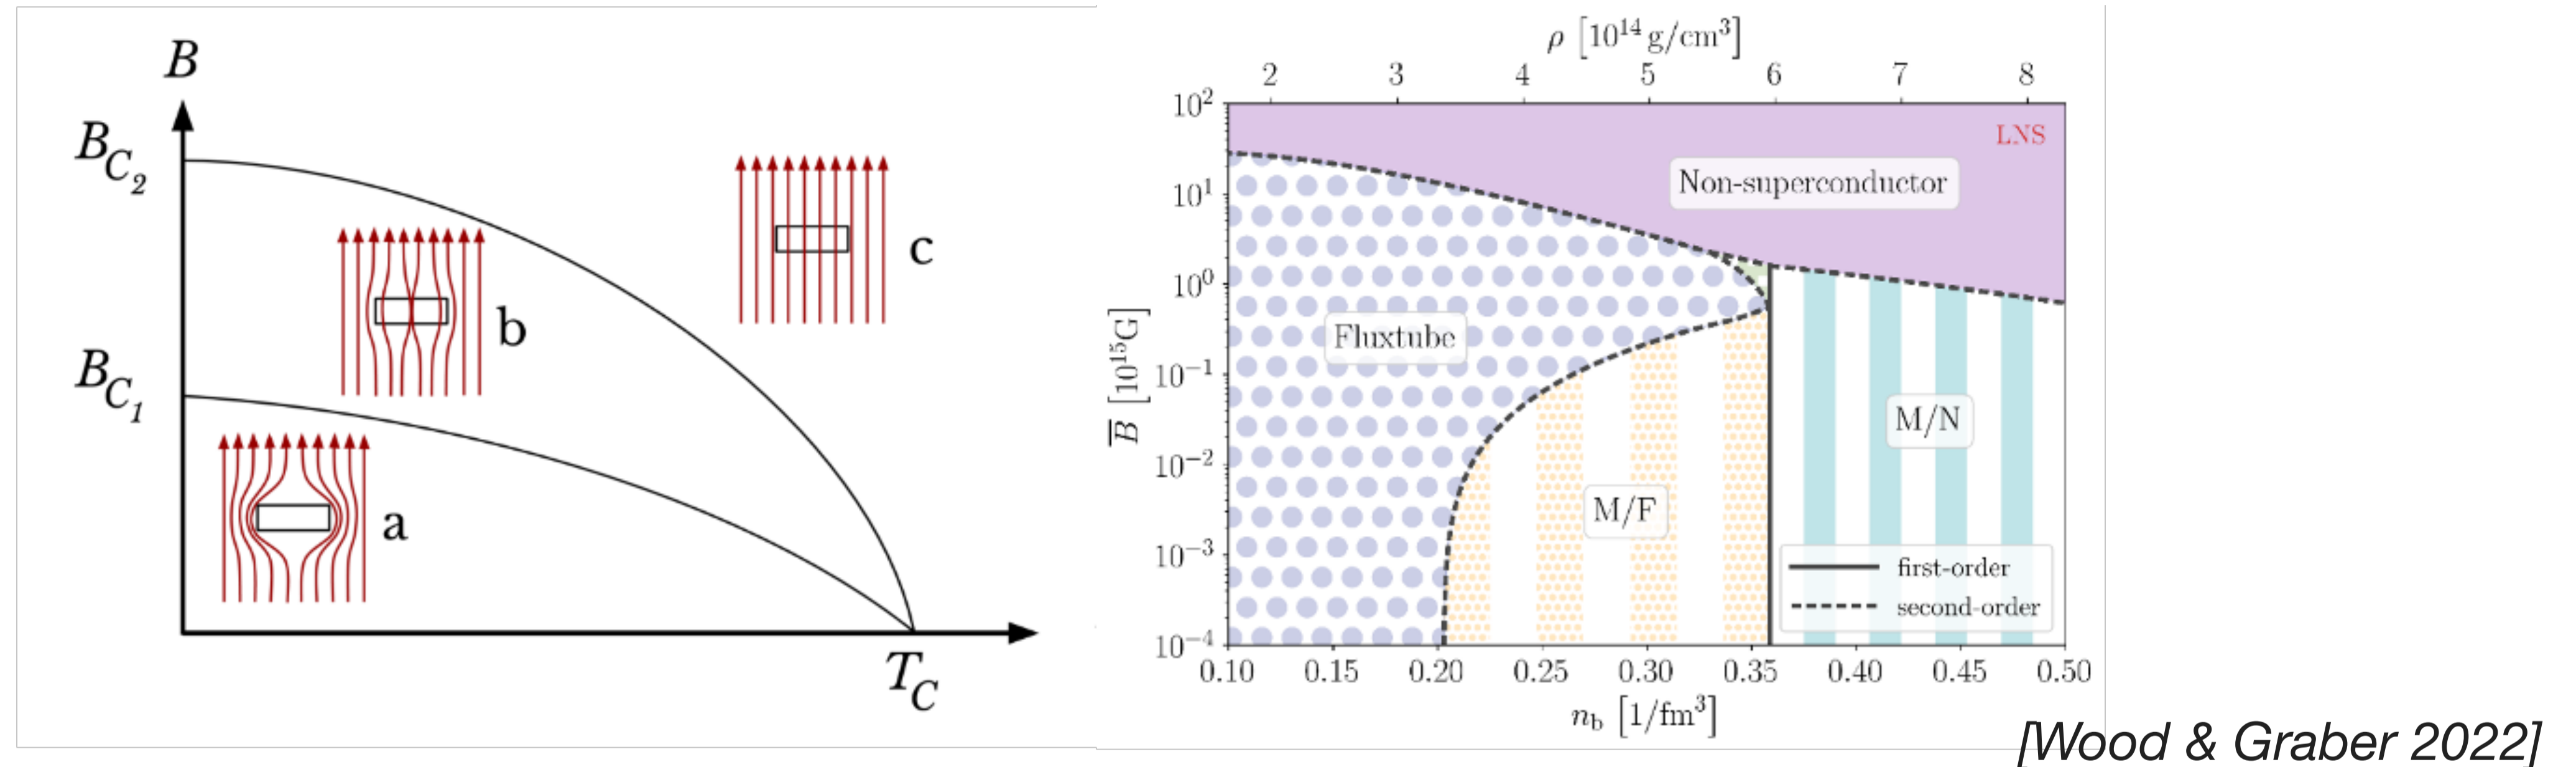 B
B_{C_2}
B_{C_1}
a
b
c
T_C
ρ [10^{14} g/cm^3]
2 3 4 5 6 7 8
\overline{B} [10^{15}G]
10^2
10^1
10^0
10^{-1}
10^{-2}
10^{-3}
10^{-4}
LNS
Non-superconductor
Fluxtube
M/N
M/F
first-order
second-order
0.10 0.15 0.20 0.25 0.30 0.35 0.40 0.45 0.50
n_b [1/fm^3]
[Wood & Graber 2022]